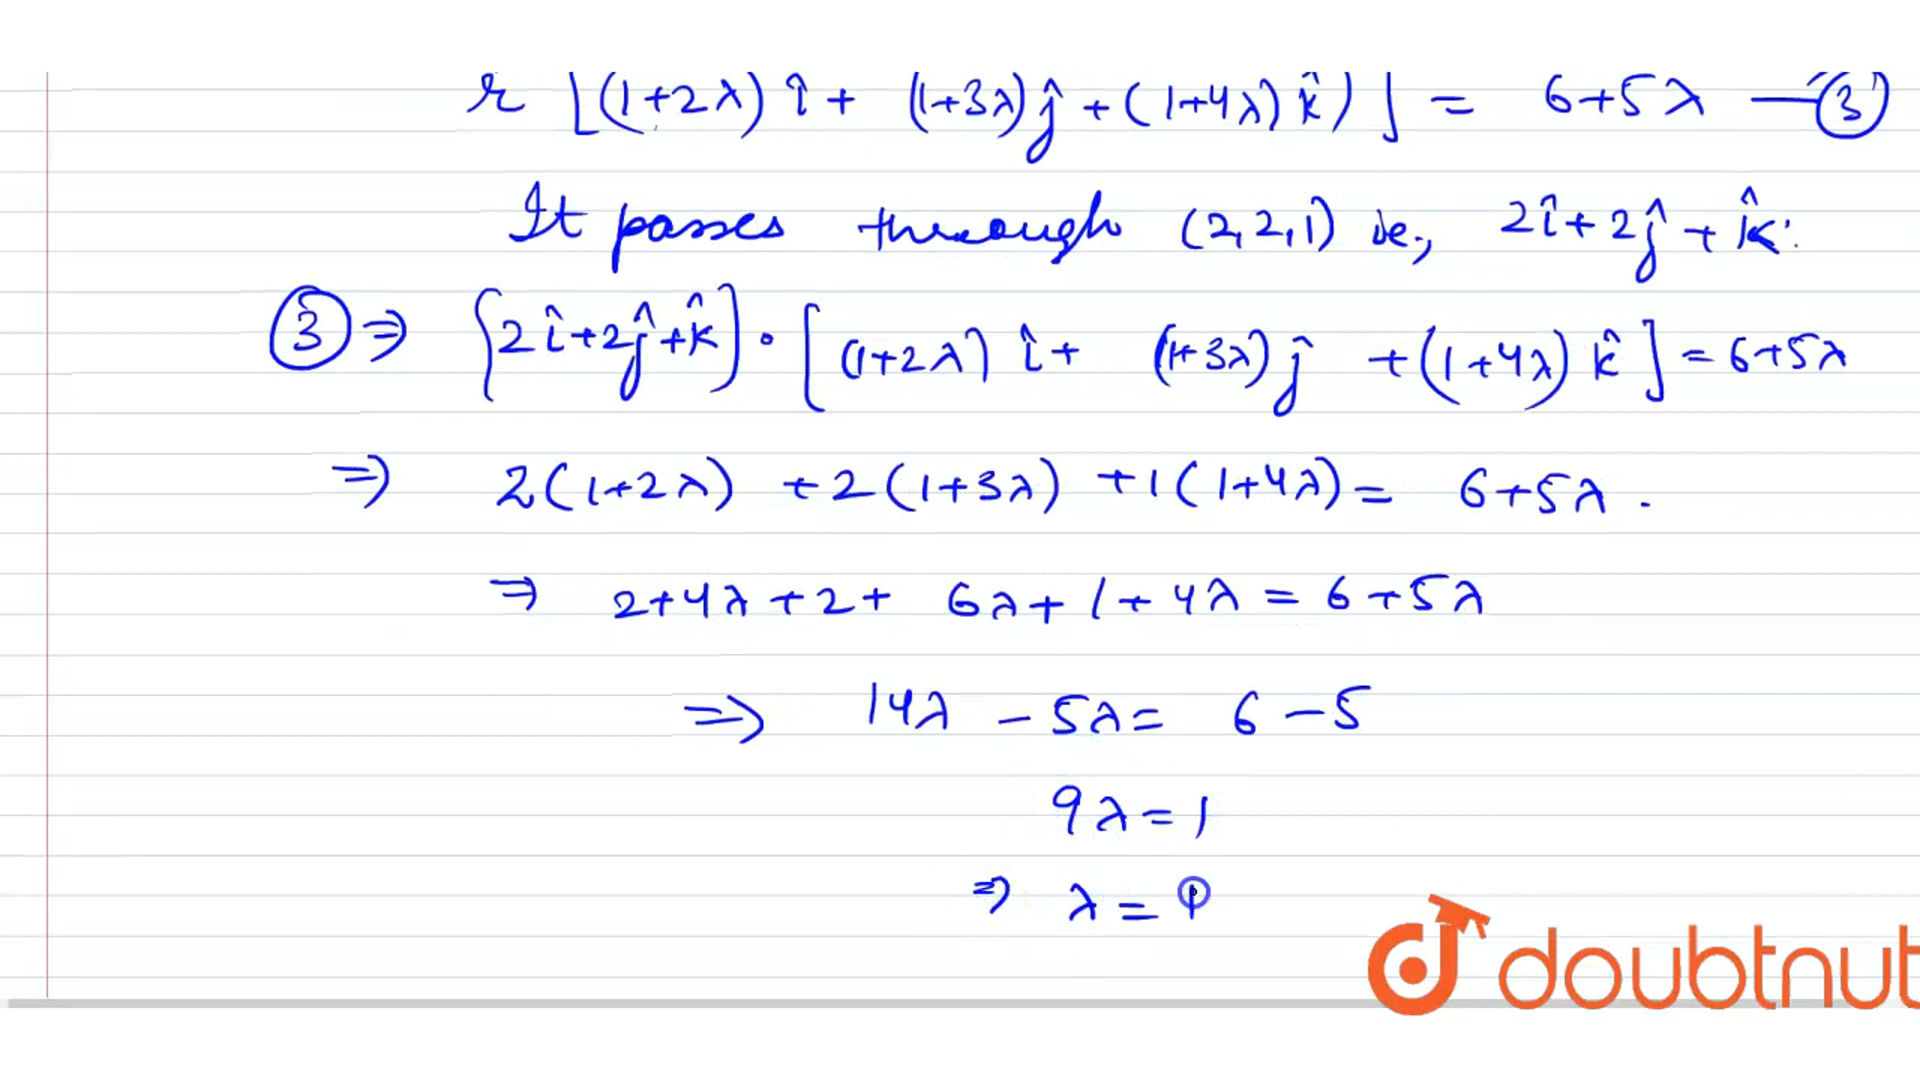 r [(1+2λ) î + (1+3λ) ĵ + (1+4λ) k̂)] = 6+5λ —(3)
It passes through (2,2,1) ie, 2î+2ĵ+k̂.
(3) ⇒ {2î+2ĵ+k̂} · [(1+2λ) î + (1+3λ) ĵ + (1+4λ) k̂] = 6+5λ
⇒ 2(1+2λ) + 2(1+3λ) + 1(1+4λ) = 6+5λ.
⇒ 2+4λ+2+ 6λ+1+4λ = 6+5λ
⇒ 14λ - 5λ = 6-5
9λ = 1
⇒ λ = 1
doubtnut